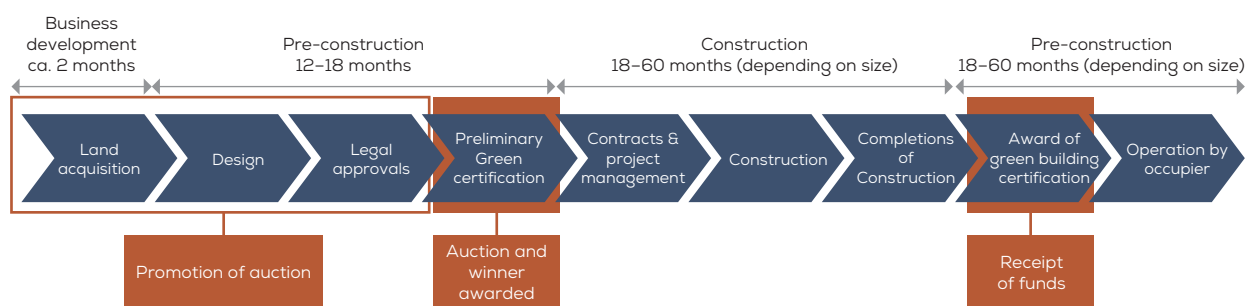 Business
development
ca. 2 months
Pre-construction
12–18 months
Construction
18–60 months (depending on size)
Pre-construction
18–60 months (depending on size)
Land
acquisition
Design
Legal
approvals
Preliminary
Green
certification
Contracts &
project
management
Construction
Completions
of
Construction
Award of
green building
certification
Operation by
occupier
Promotion of auction
Auction and
winner
awarded
Receipt
of funds